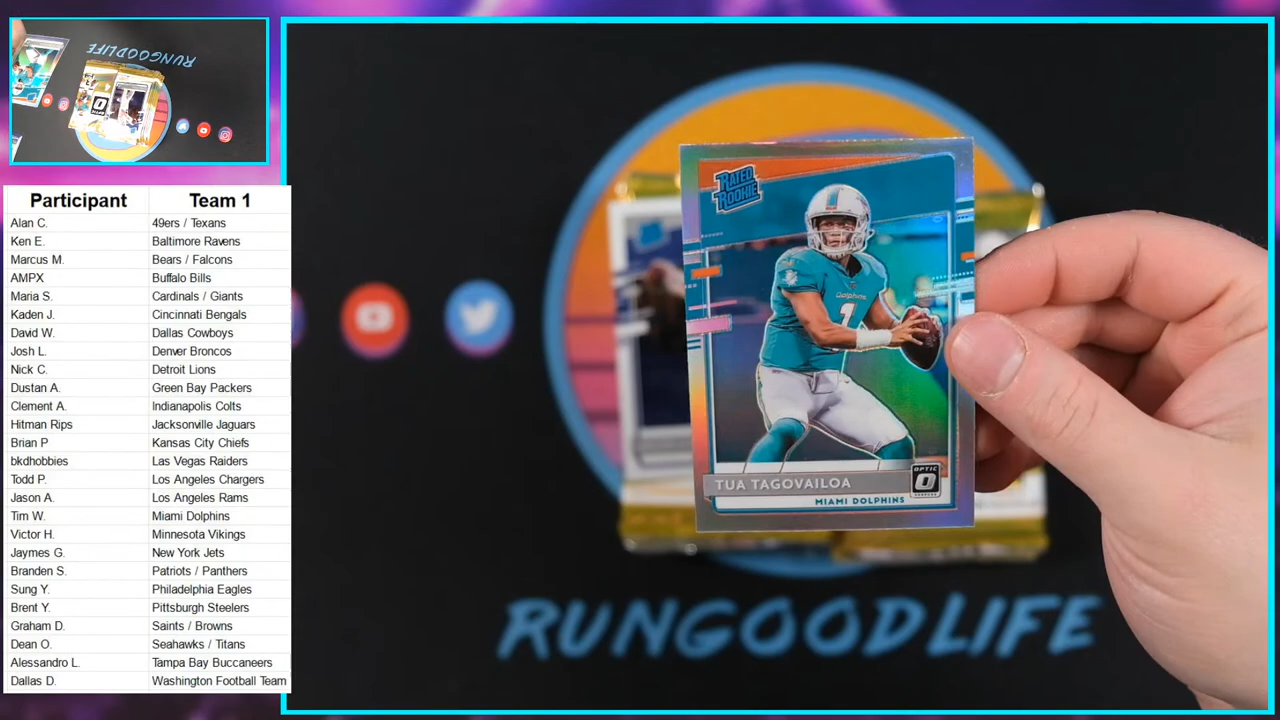 RUNGOODLIFE
Participant Team 1
Alan C. 49ers / Texans
Ken E. Baltimore Ravens
Marcus M. Bears / Falcons
AMPX Buffalo Bills
Maria S. Cardinals / Giants
Kaden J. Cincinnati Bengals
David W. Dallas Cowboys
Josh L. Denver Broncos
Nick C. Detroit Lions
Dustan A. Green Bay Packers
Clement A. Indianapolis Colts
Hitman Rips Jacksonville Jaguars
Brian P Kansas City Chiefs
bkdhobbies Las Vegas Raiders
Todd P. Los Angeles Chargers
Jason A. Los Angeles Rams
Tim W. Miami Dolphins
Victor H. Minnesota Vikings
Jaymes G. New York Jets
Branden S. Patriots / Panthers
Sung Y. Philadelphia Eagles
Brent Y. Pittsburgh Steelers
Graham D. Saints / Browns
Dean O. Seahawks / Titans
Alessandro L. Tampa Bay Buccaneers
Dallas D. Washington Football Team
RATED
ROOKIE
Dolphins
1
TUA TAGOVAILOA
OPTIC
MIAMI DOLPHINS
RUNGOODLIFE